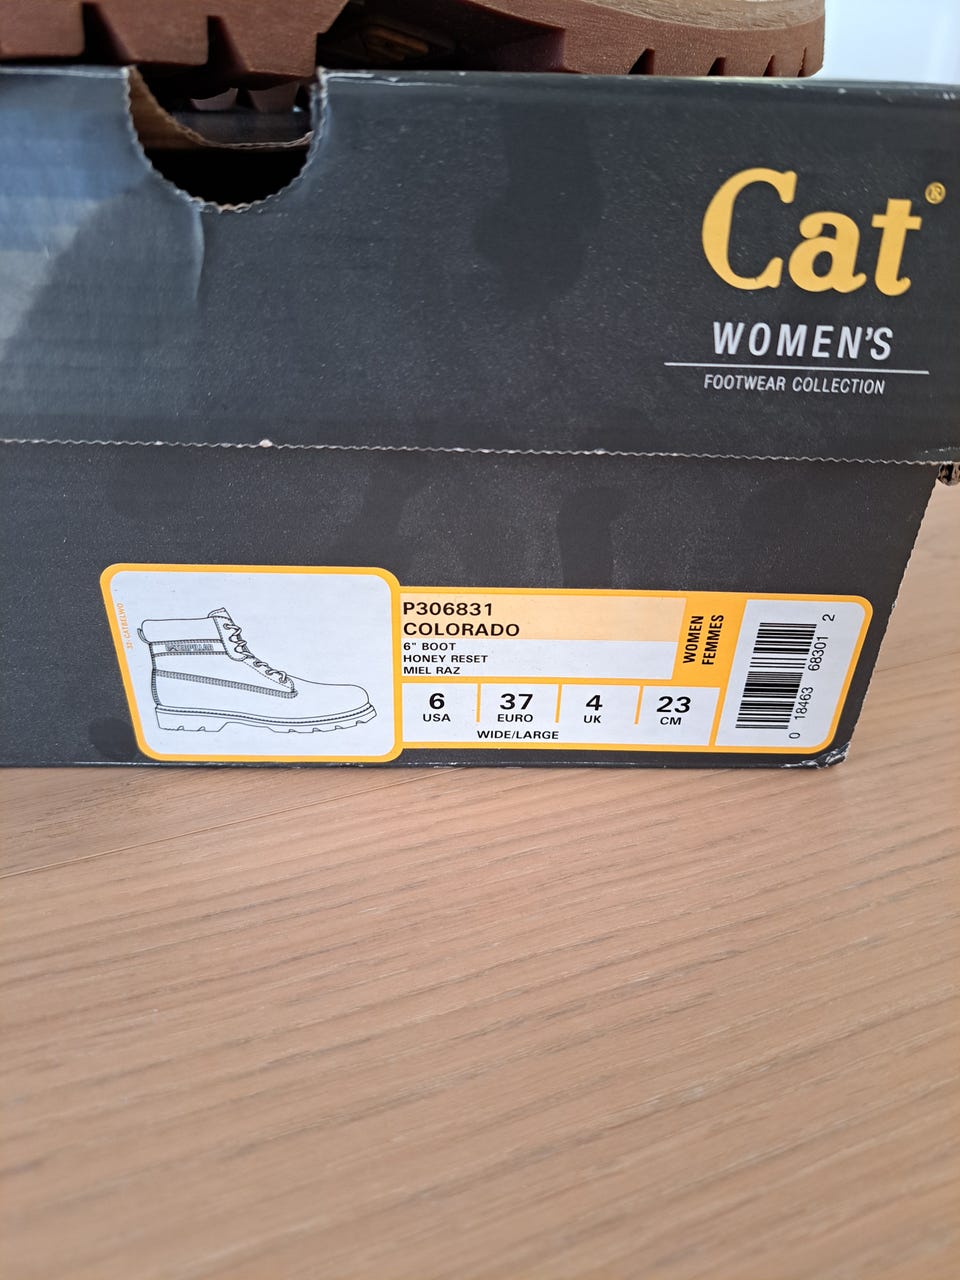 Cat®
WOMEN'S
FOOTWEAR COLLECTION
P306831
COLORADO
6" BOOT
HONEY RESET
MIEL RAZ
WOMEN
FEMMES
6 37 4 23
USA EURO UK CM
WIDE/LARGE
0 18463 68301 2